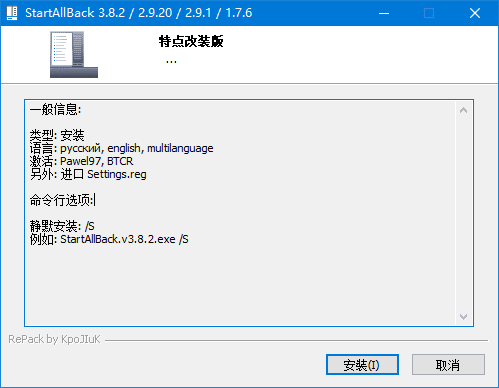 StartAllBack 3.8.2 / 2.9.20 / 2.9.1 / 1.7.6
特点改装版
...
一般信息:
类型: 安装
语言: русский, english, multilanguage
激活: Pawel97, BTCR
另外: 进口 Settings.reg
命令行选项:
静默安装: /S
例如: StartAllBack.v3.8.2.exe /S
RePack by KpoJIuK
安装(I)
取消